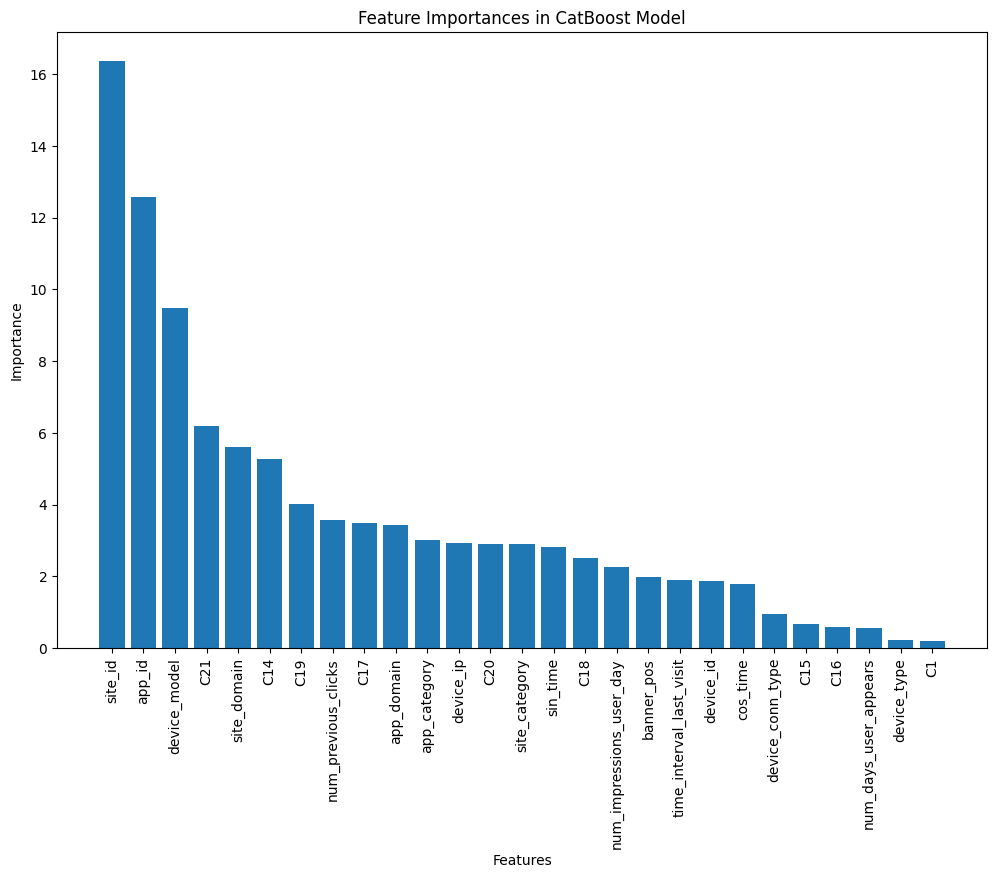 Feature Importances in CatBoost Model
Importance
16
14
12
10
8
6
4
2
0
site_id
app_id
device_model
C21
site_domain
C14
C19
num_previous_clicks
C17
app_domain
app_category
device_ip
C20
site_category
sin_time
C18
num_impressions_user_day
banner_pos
time_interval_last_visit
device_id
cos_time
device_conn_type
C15
C16
num_days_user_appears
device_type
C1
Features